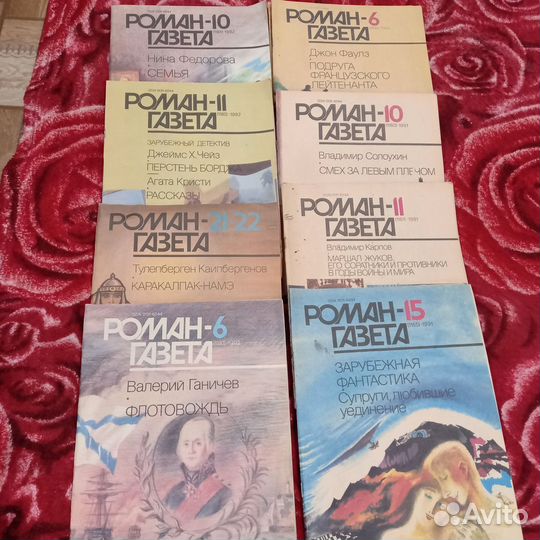 РОМАН-10
ГАЗЕТА
Нина Федорова
СЕМЬЯ
РОМАН-6
ГАЗЕТА
Джон Фаулз
ПОДРУГА
ФРАНЦУЗСКОГО
ЛЕЙТЕНАНТА
РОМАН-11
ГАЗЕТА
ЗАРУБЕЖНЫЙ ДЕТЕКТИВ
Джеймс Х.Чейз
ПЕРСТЕНЬ БОРДЖА
Агата Кристи
РАССКАЗЫ
РОМАН-10
ГАЗЕТА
Владимир Солоухин
СМЕХ ЗА ЛЕВЫМ ПЛЕЧОМ
РОМАН-21-22
ГАЗЕТА
Тулепберген Каипбергенов
КАРАКАЛПАК-НАМЭ
РОМАН-11
ГАЗЕТА
Владимир Карпов
МАРШАЛ ЖУКОВ,
ЕГО СОРАТНИКИ И ПРОТИВНИКИ
В ГОДЫ ВОЙНЫ И МИРА
РОМАН-6
ГАЗЕТА
Валерий Ганичев
ФЛОТОВОЖДЬ
РОМАН-15
ГАЗЕТА
ЗАРУБЕЖНАЯ
ФАНТАСТИКА
Супруги, любившие
уединение
Avito